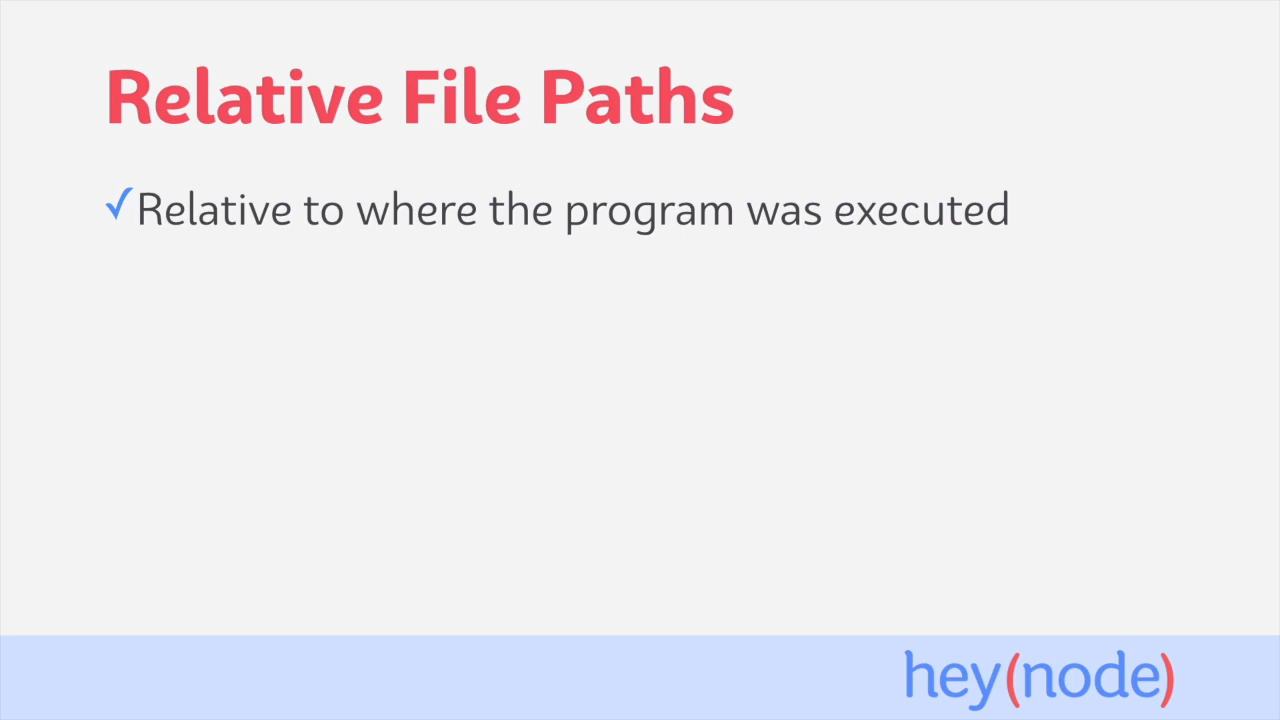 Relative File Paths
✓Relative to where the program was executed
hey(node)